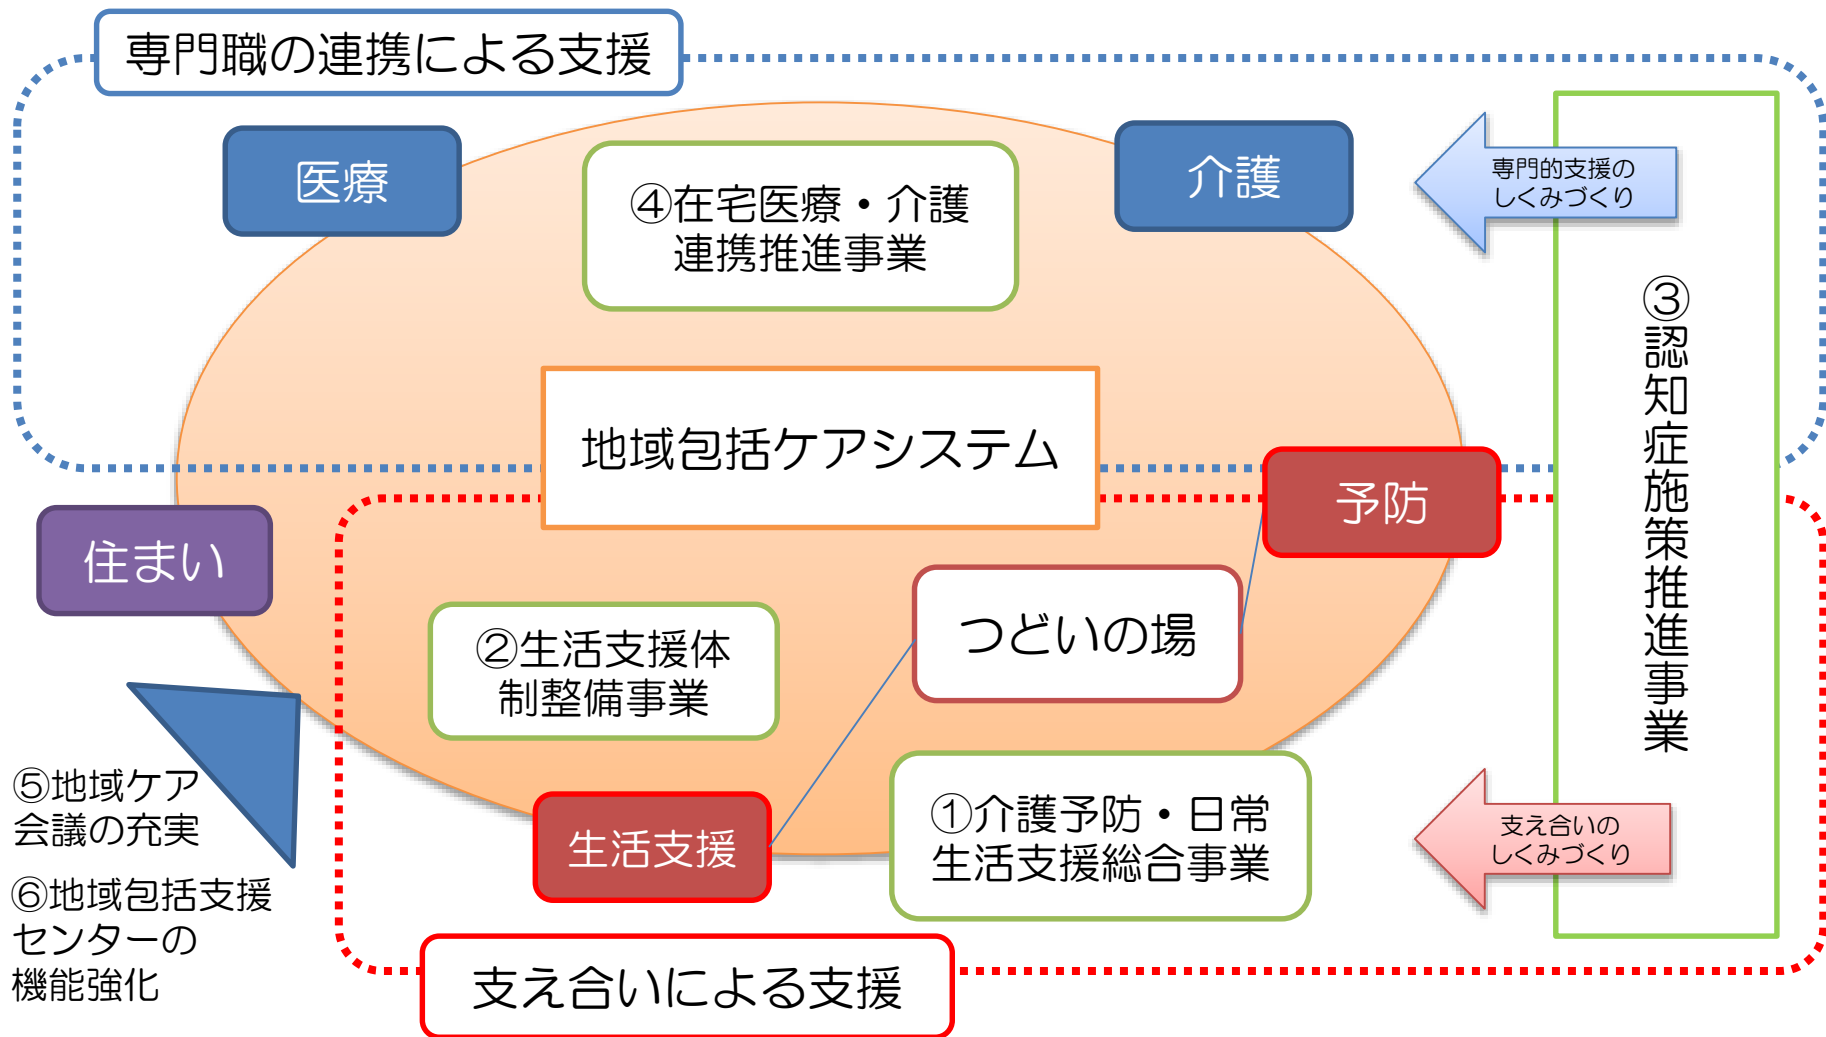 専門職の連携による支援
医療
④在宅医療・介護
連携推進事業
介護
専門的支援の
しくみづくり
③認知症施策推進事業
地域包括ケアシステム
予防
住まい
つどいの場
②生活支援体
制整備事業
⑤地域ケア
会議の充実
⑥地域包括支援
センターの
機能強化
生活支援
①介護予防・日常
生活支援総合事業
支え合いの
しくみづくり
支え合いによる支援